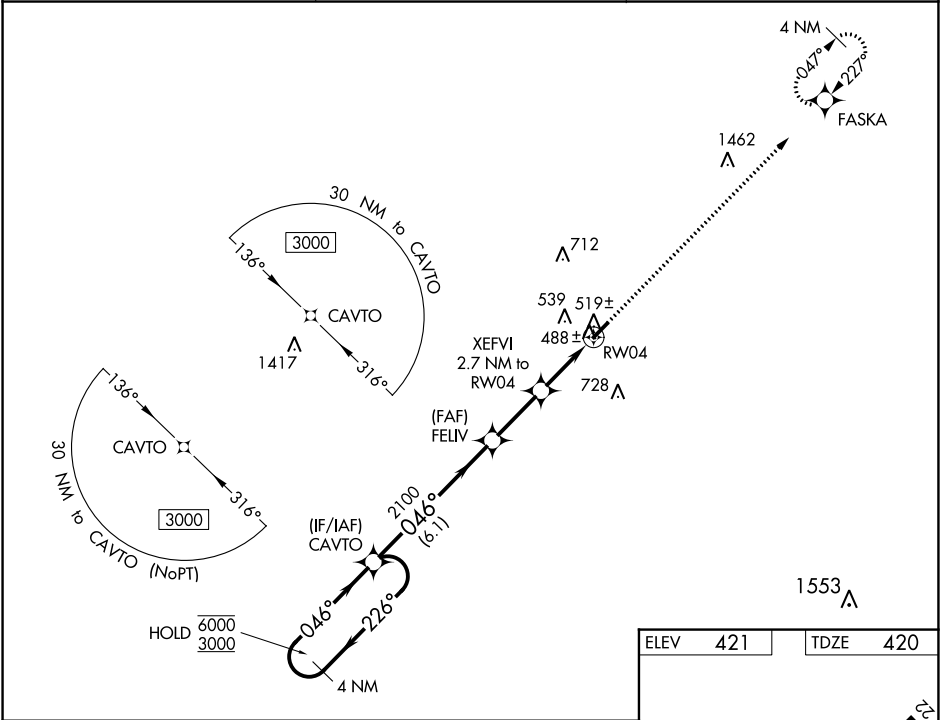 4 NM
047°
227°
FASKA
1462
30 NM to CAVTO
3000
136°
CAVTO
316°
1417
712
539
519±
488±
RW04
XEFVI
2.7 NM to
RW04
728
(FAF)
FELIV
136°
CAVTO
316°
3000
30 NM to CAVTO (NoPT)
2100
046°
(6.1)
(IF/IAF)
CAVTO
046°
226°
HOLD
6000
3000
4 NM
1553
ELEV 421
TDZE 420
22